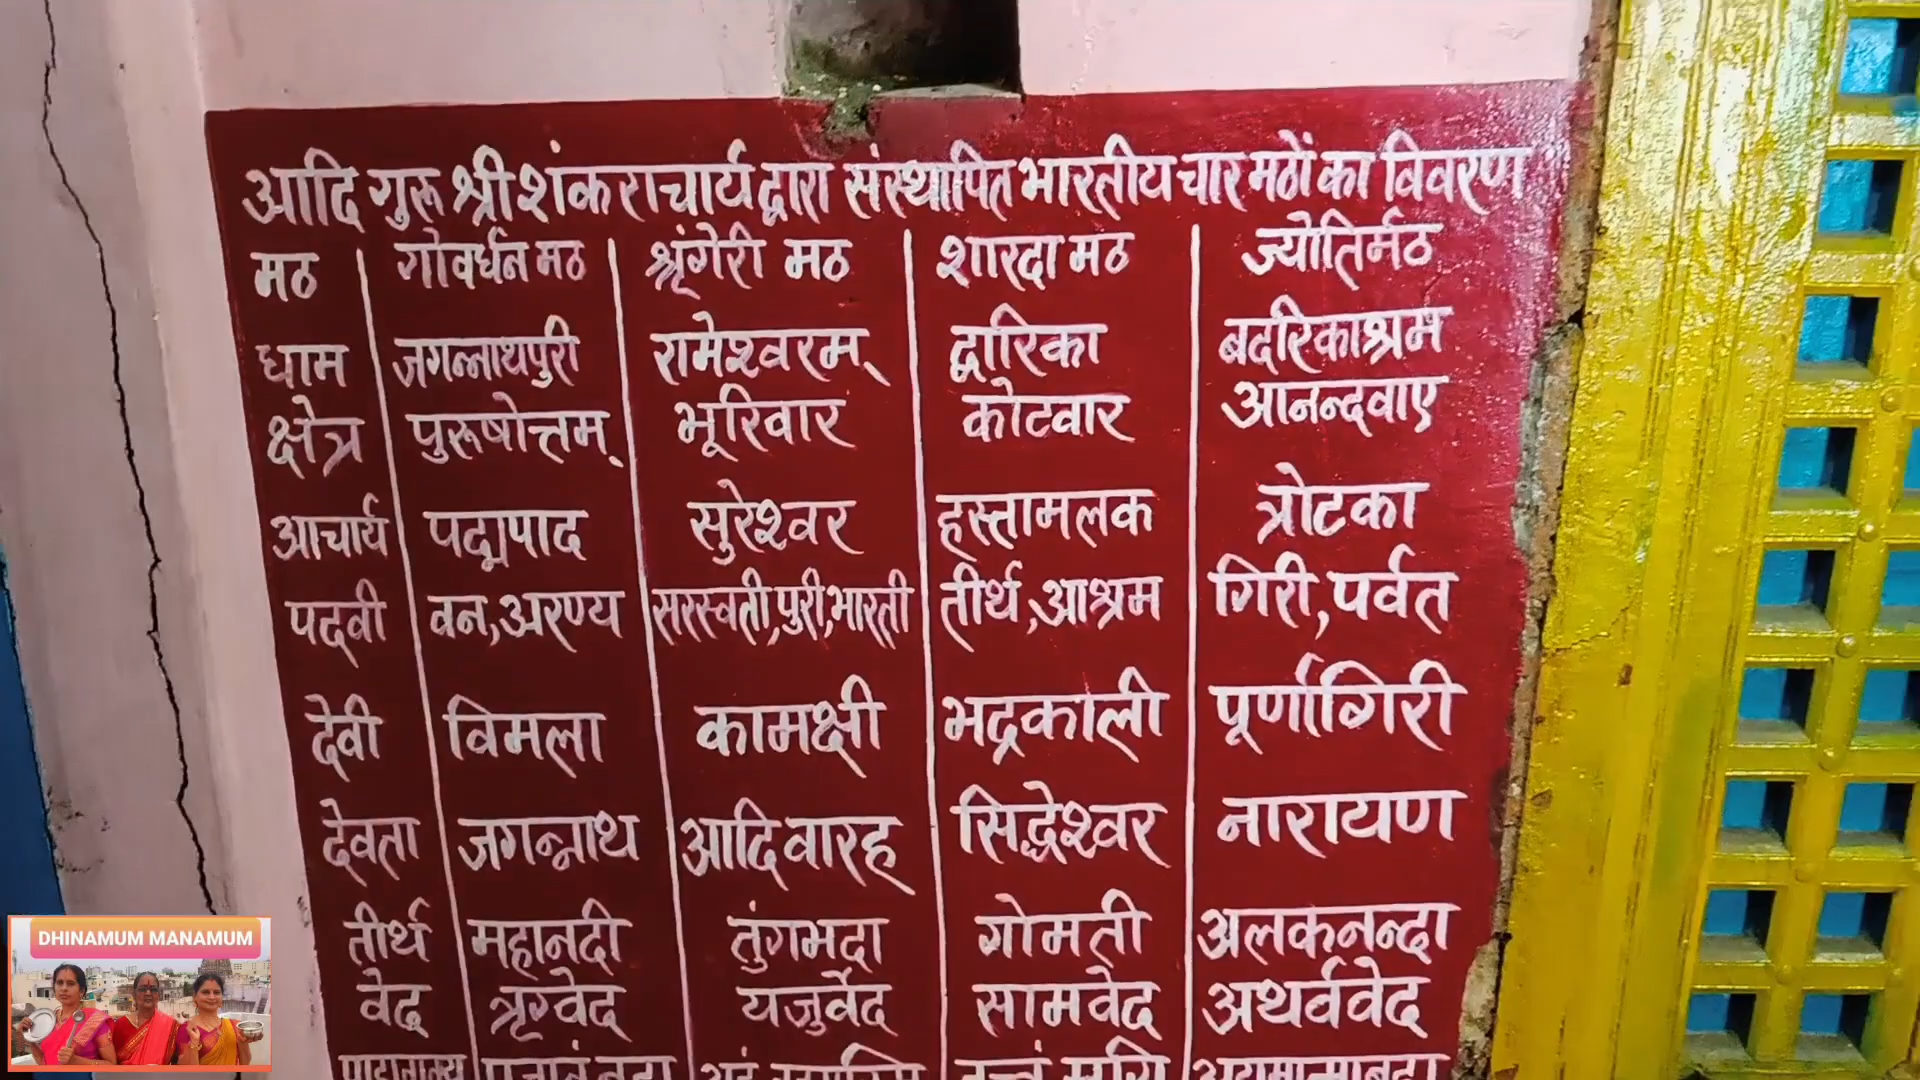 आदि गुरू श्री शंकराचार्य द्वारा संस्थापित भारतीय चार मठों का विवरण
मठ गोवर्धन मठ श्रृंगेरी मठ शारदा मठ ज्योतिर्मठ
धाम जगन्नाथपुरी रामेश्वरम् द्वारिका बदरिकाश्रम
क्षेत्र पुरूषोत्तम् भूरिवार कोटवार आनन्दवाए
आचार्य पद्मपाद सुरेश्वर हस्तामलक त्रोटका
पदवी वन,अरण्य सरस्वती,पुरी,भारती तीर्थ,आश्रम गिरी,पर्वत
देवी विमला कामक्षी भद्रकाली पूर्णागिरी
देवता जगन्नाथ आदि वारह सिद्धेश्वर नारायण
तीर्थ महानदी तुंगभदा गोमती अलकनन्दा
वेद ऋग्वेद यजुर्वेद सामवेद अथर्ववेद
DHINAMUM MANAMUM